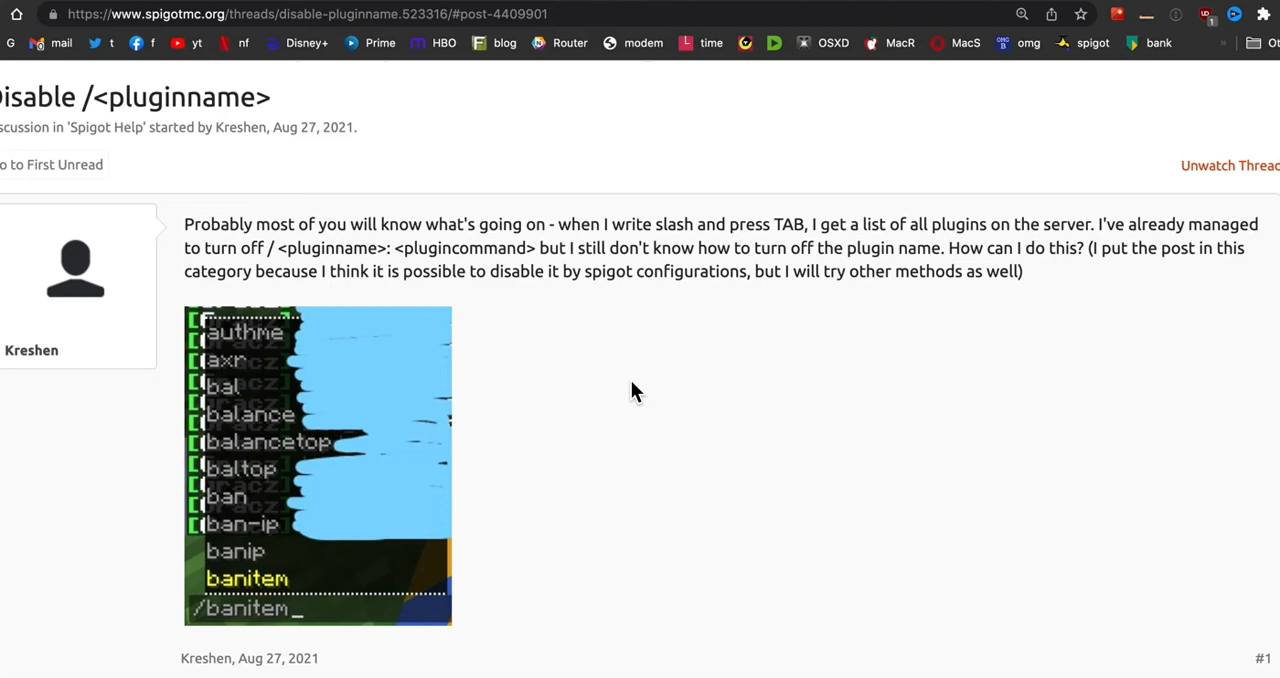 https://www.spigotmc.org/threads/disable-pluginname.523316/#post-4409901
G mail t f yt nf Disney+ Prime HBO blog Router modem time OSXD MacR MacS omg spigot bank » Ot
Disable /<pluginname>
scussion in 'Spigot Help' started by Kreshen, Aug 27, 2021.
o to First Unread
Unwatch Thread
Probably most of you will know what's going on - when I write slash and press TAB, I get a list of all plugins on the server. I've already managed
to turn off / <pluginname>: <plugincommand> but I still don't know how to turn off the plugin name. How can I do this? (I put the post in this
category because I think it is possible to disable it by spigot configurations, but I will try other methods as well)
Kreshen
authme
axr
bal
balance
balancetop
baltop
ban
ban-ip
banip
banitem
/banitem_
Kreshen, Aug 27, 2021
#1